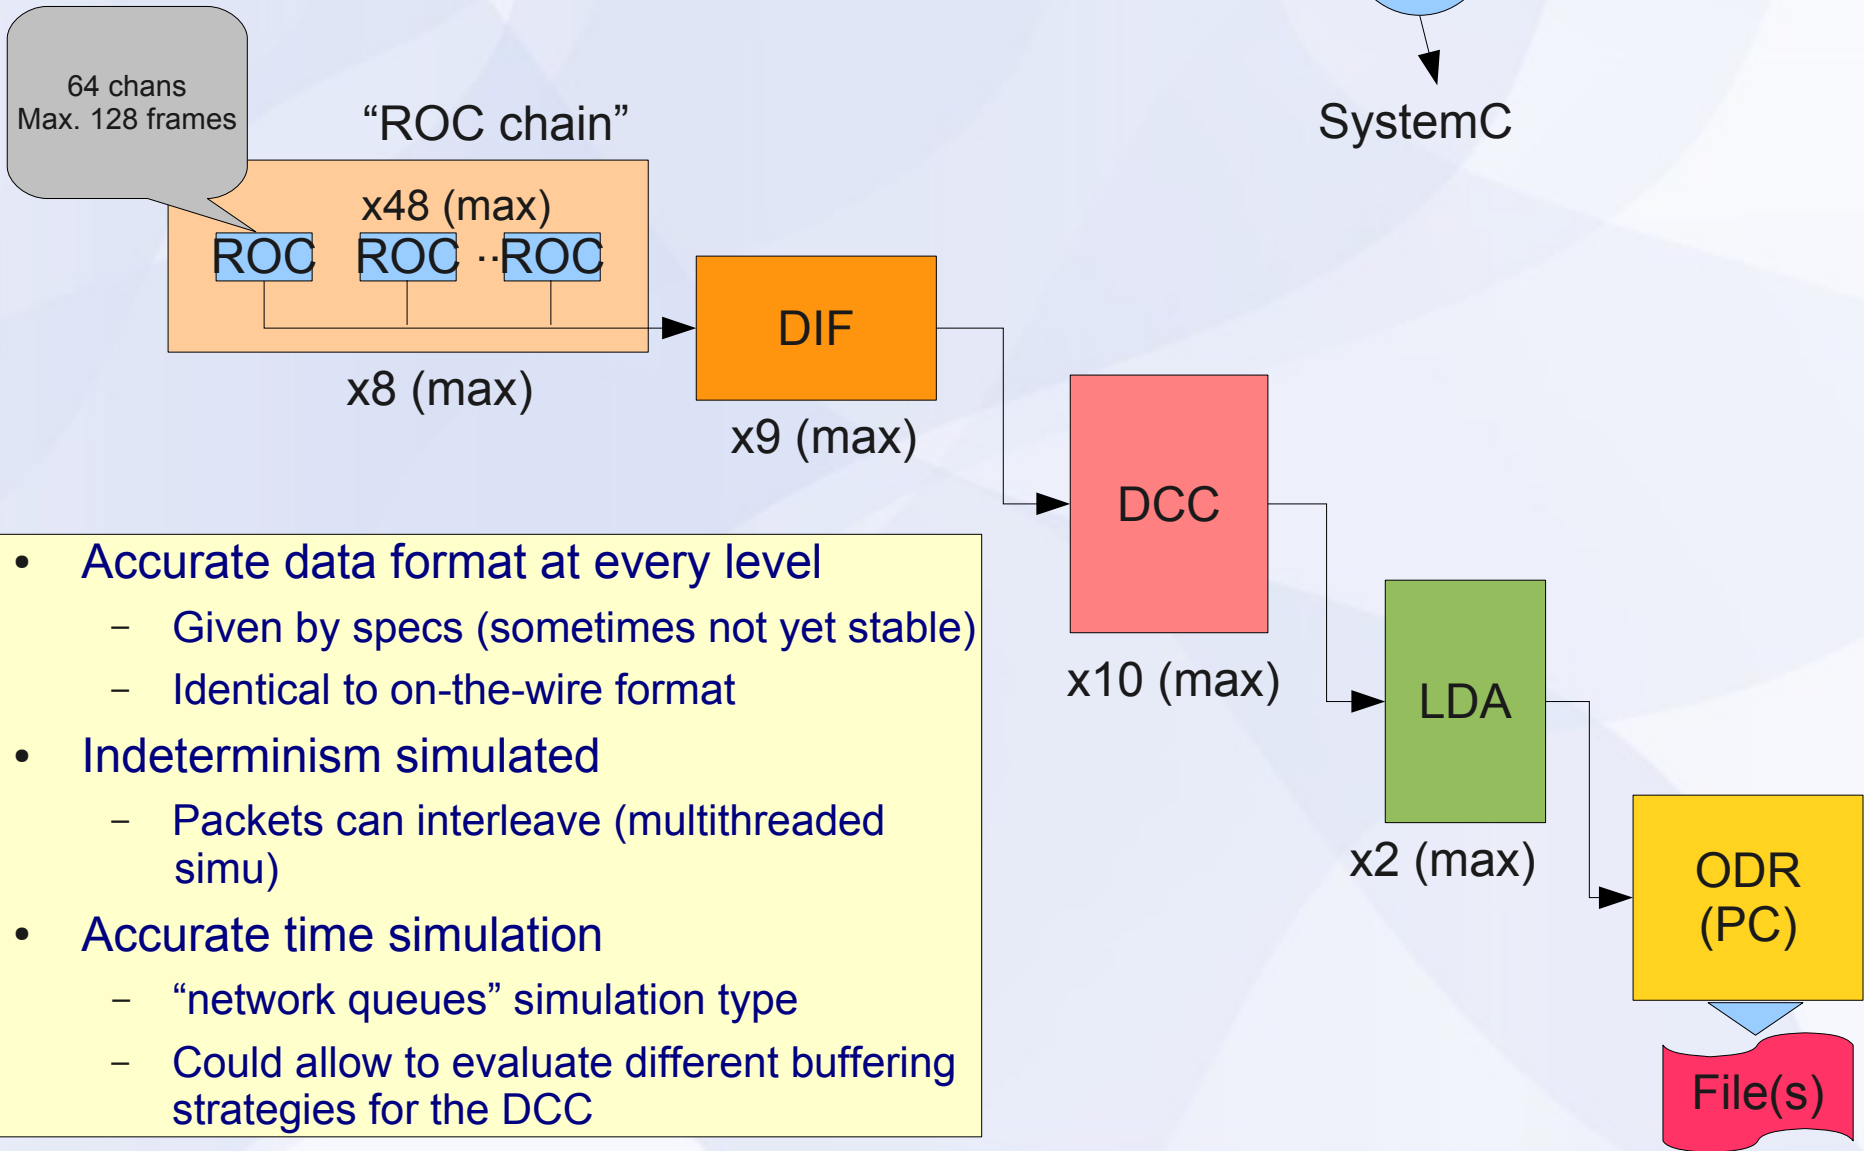 64 chans
Max. 128 frames
“ROC chain”
SystemC
x48 (max)
ROC ROC ..ROC
x8 (max)
DIF
x9 (max)
DCC
x10 (max)
LDA
x2 (max)
ODR
(PC)
File(s)
• Accurate data format at every level
– Given by specs (sometimes not yet stable)
– Identical to on-the-wire format
• Indeterminism simulated
– Packets can interleave (multithreaded
simu)
• Accurate time simulation
– “network queues” simulation type
– Could allow to evaluate different buffering
strategies for the DCC